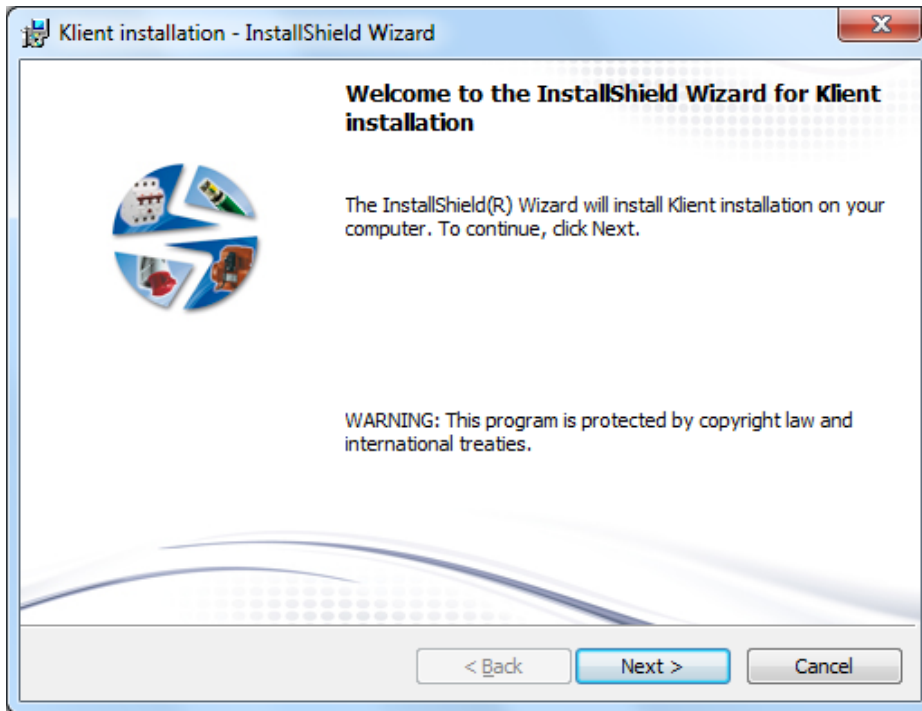 Klient installation - InstallShield Wizard
Welcome to the InstallShield Wizard for Klient
installation
The InstallShield(R) Wizard will install Klient installation on your
computer. To continue, click Next.
WARNING: This program is protected by copyright law and
international treaties.
< Back
Next >
Cancel